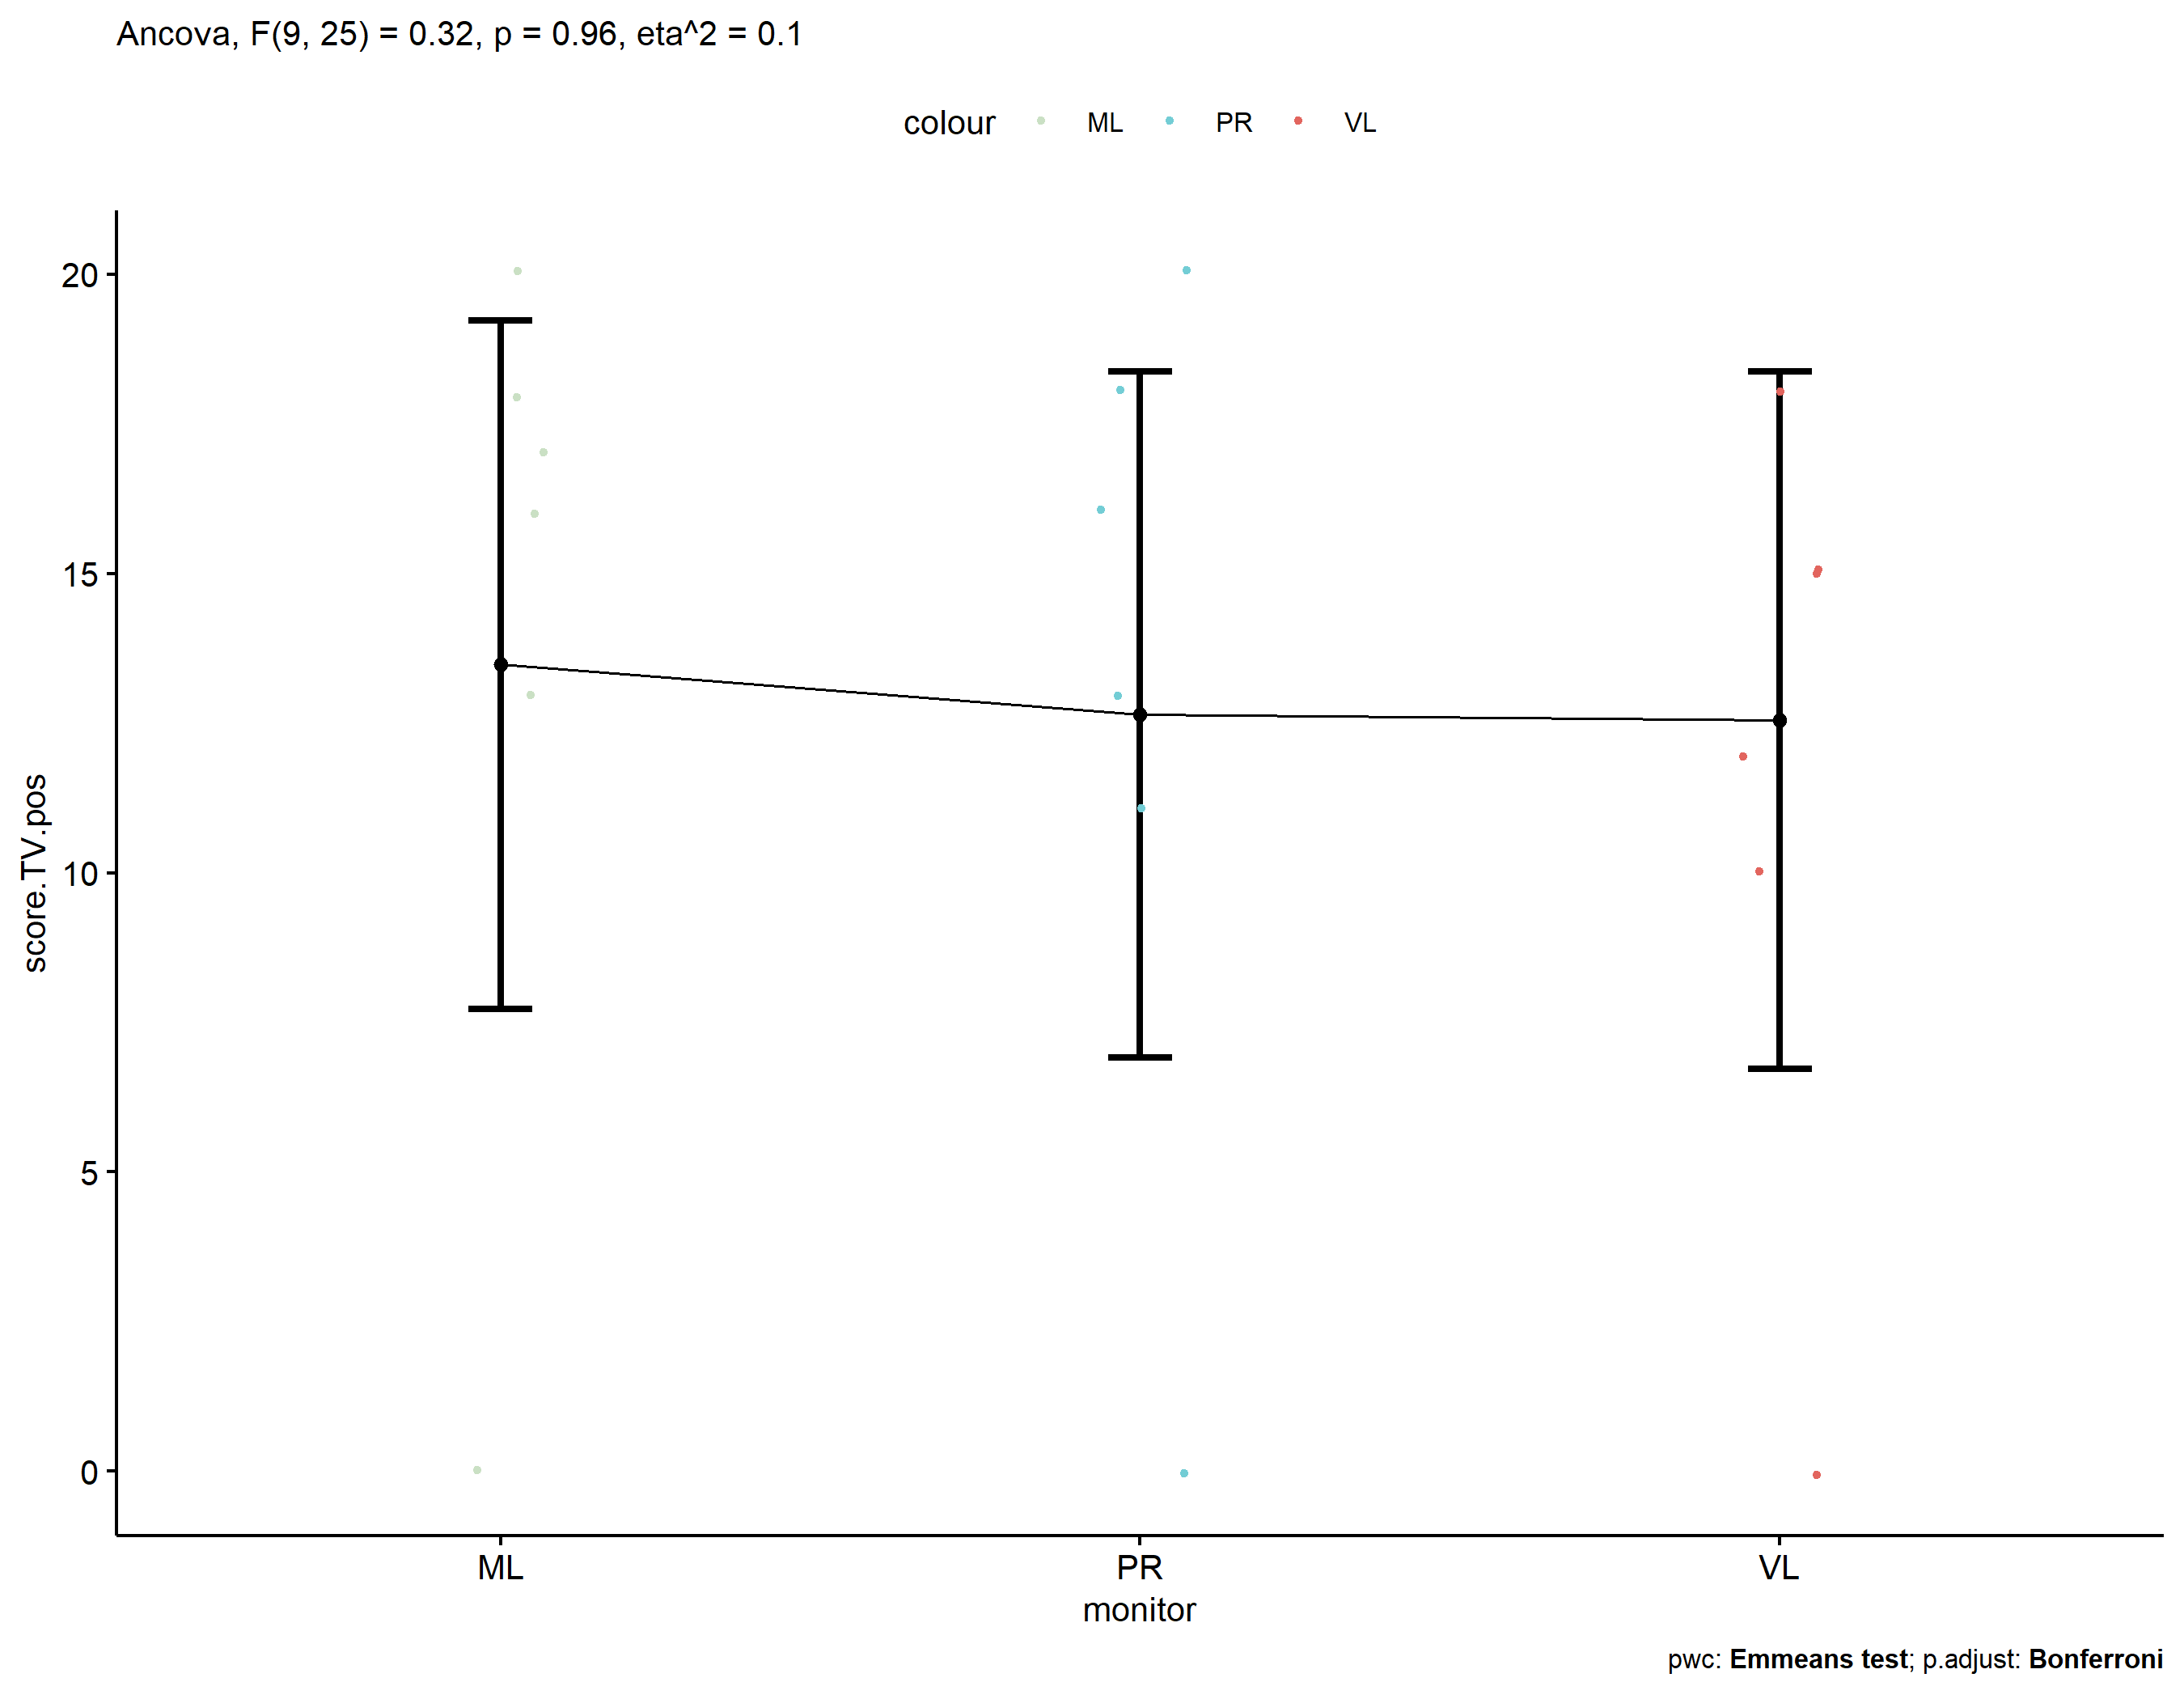 Ancova, F(9, 25) = 0.32, p = 0.96, eta^2 = 0.1
colour ML PR VL
20
15
10
5
0
score.TV.pos
ML PR VL
monitor
pwc: Emmeans test; p.adjust: Bonferroni